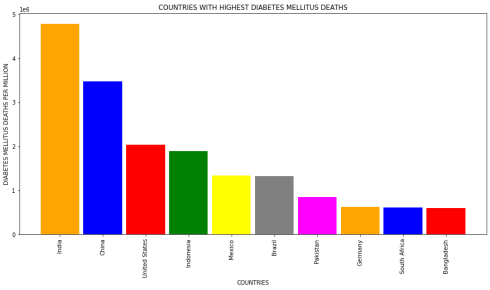 COUNTRIES WITH HIGHEST DIABETES MELLITUS DEATHS
1e6
5
4
3
2
1
0
DIABETES MELLITUS DEATHS PER MILLION
India
China
United States
Indonesia
Mexico
Brazil
Pakistan
Germany
South Africa
Bangladesh
COUNTRIES